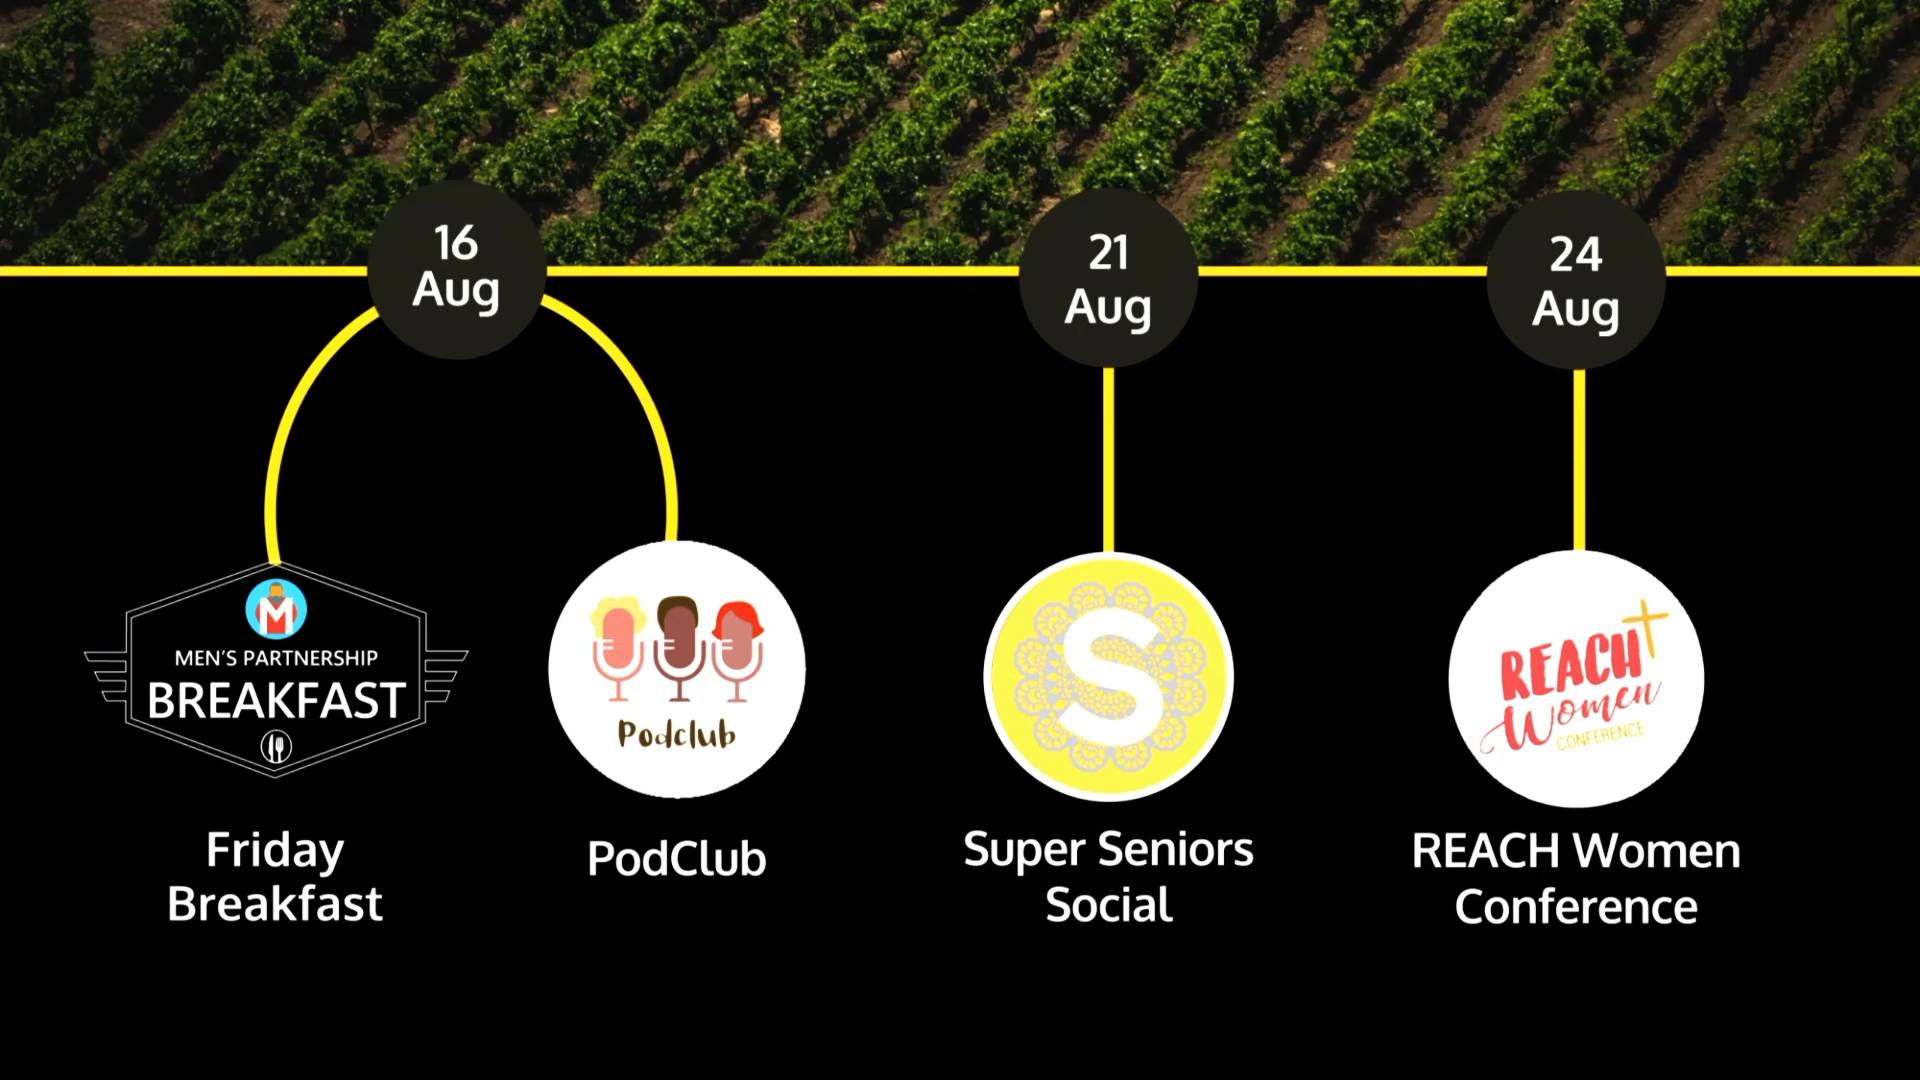 16
Aug
21
Aug
24
Aug
M
MEN'S PARTNERSHIP
BREAKFAST
Friday
Breakfast
Podclub
PodClub
S
Super Seniors
Social
REACH
Women
CONFERENCE
REACH Women
Conference